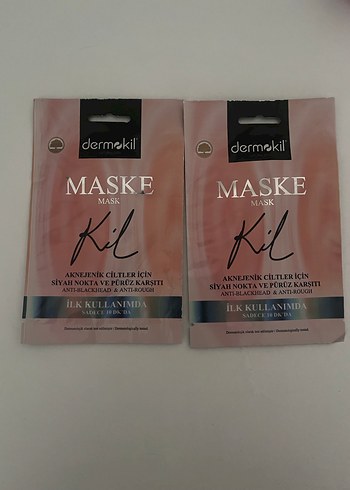 dermokil
MASKE
MASK
Kil
AKNEJENİK CİLTLER İÇİN
SİYAH NOKTA VE PÜRÜZ KARŞITI
ANTI-BLACKHEAD & ANTI-ROUGH
İLK KULLANIMDA
SADECE 10 DK'DA
dermokil
MASKE
MASK
Kil
AKNEJENİK CİLTLER İÇİN
SİYAH NOKTA VE PÜRÜZ KARŞITI
ANTI-BLACKHEAD & ANTI-ROUGH
İLK KULLANIMDA
SADECE 10 DK'DA